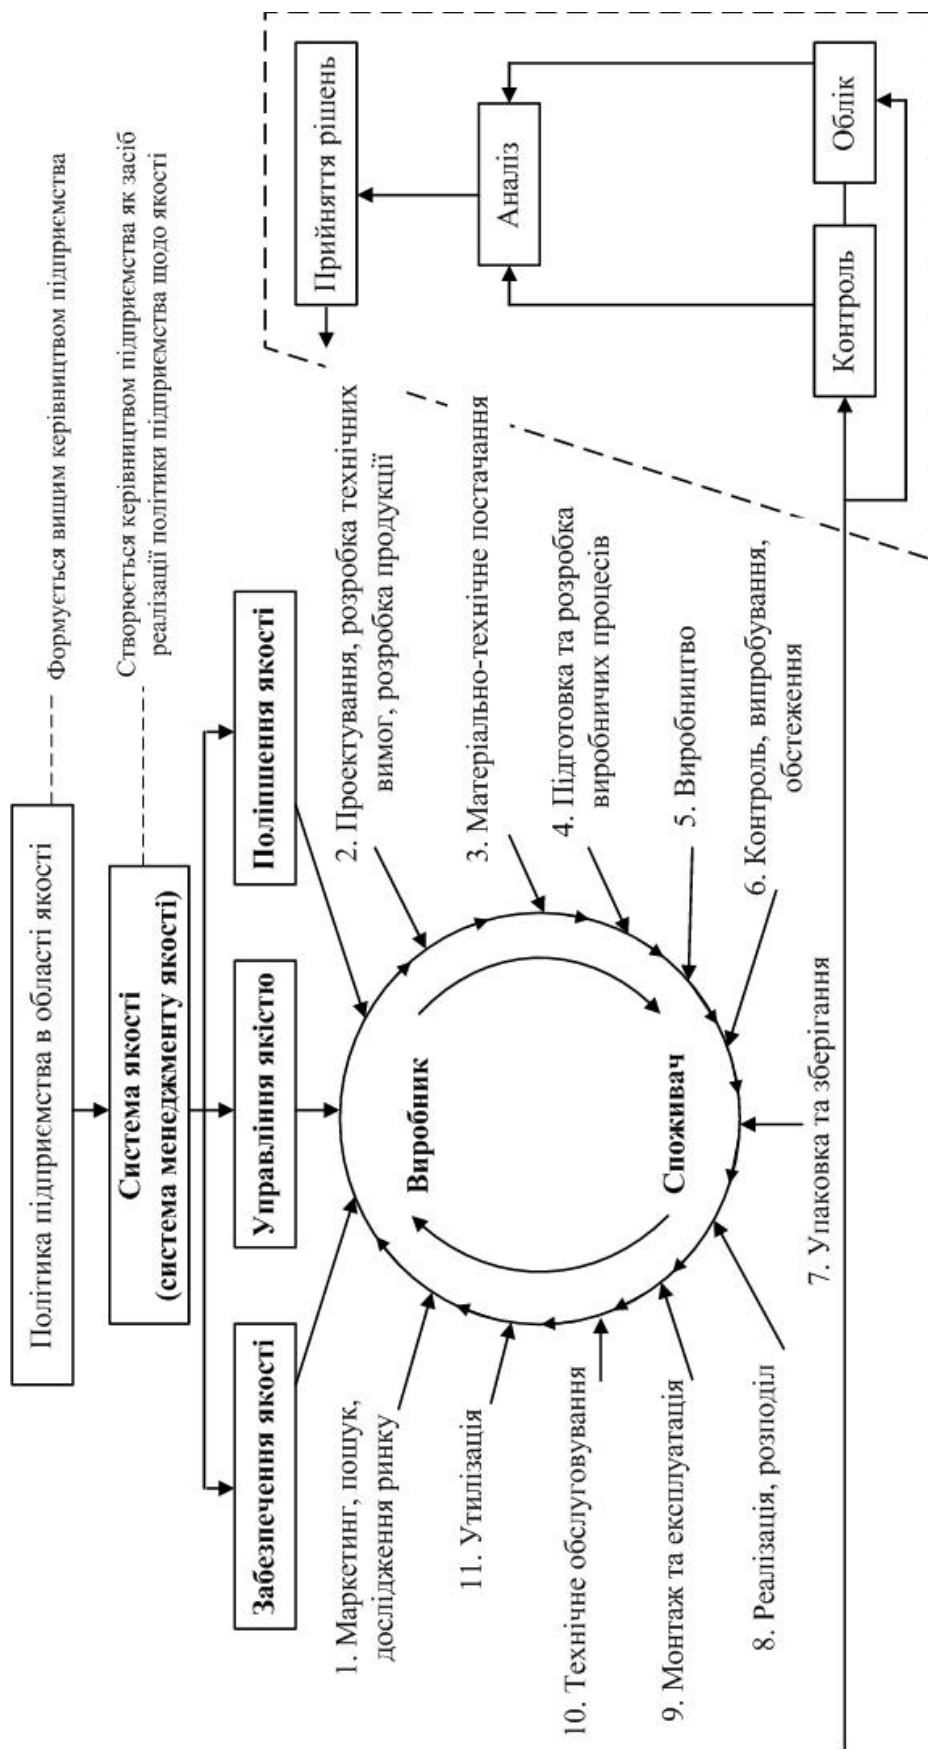 Політика підприємства в області якості
Формується вищим керівництвом підприємства
Система якості
(система менеджменту якості)
Створюється керівництвом підприємства як засіб
реалізації політики підприємства щодо якості
Забезпечення якості
Управління якістю
Поліпшення якості
1. Маркетинг, пошук,
дослідження ринку
2. Проектування, розробка технічних
вимог, розробка продукції
3. Матеріально-технічне постачання
4. Підготовка та розробка
виробничих процесів
5. Виробництво
6. Контроль, випробування,
обстеження
7. Упаковка та зберігання
8. Реалізація, розподіл
9. Монтаж та експлуатація
10. Технічне обслуговування
11. Утилізація
Виробник
Споживач
Прийняття рішень
Аналіз
Контроль
Облік